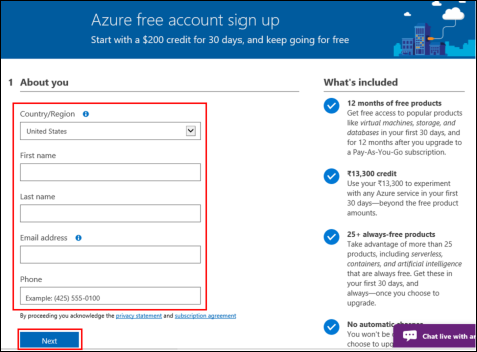 Azure free account sign up
Start with a $200 credit for 30 days, and keep going for free
1 About you
Country/Region
United States
First name
Last name
Email address
Phone
Example: (425) 555-0100
By proceeding you acknowledge the privacy statement and subscription agreement
Next
What's included
12 months of free products
Get free access to popular products
like virtual machines, storage, and
databases in your first 30 days, and
for 12 months after you upgrade to
a Pay-As-You-Go subscription.
₹13,300 credit
Use your ₹13,300 to experiment
with any Azure service in your first
30 days—beyond the free product
amounts.
25+ always-free products
Take advantage of more than 25
products, including serverless,
containers, and artificial intelligence
that are always free. Get these in
your first 30 days, and
always—once you choose to
upgrade.
No automatic
You won't be
choose to
Chat live with